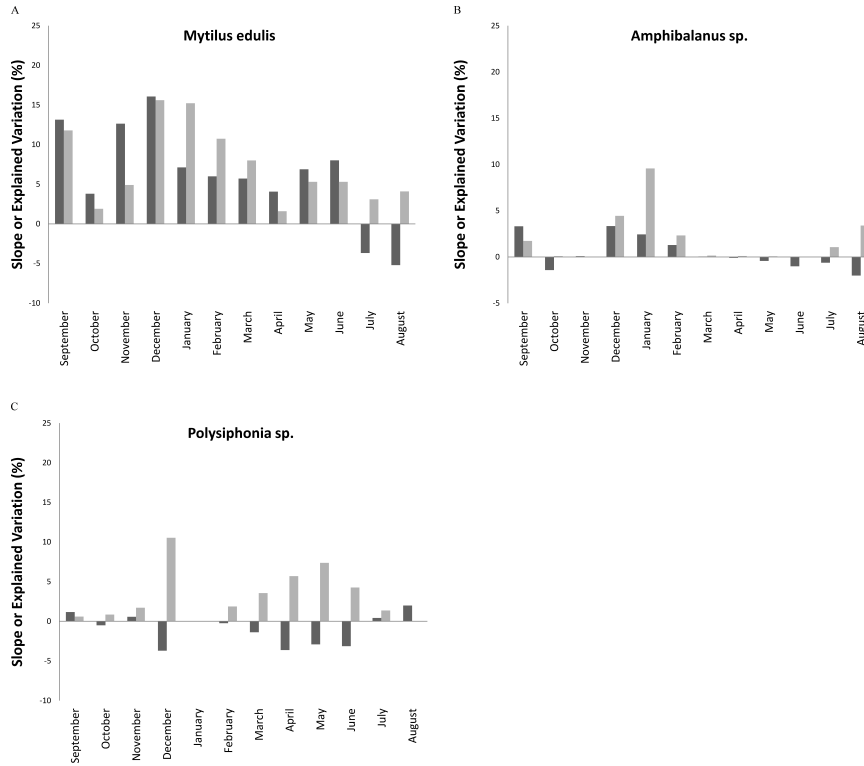 A
Mytilus edulis
Slope or Explained Variation (%)
25
20
15
10
5
0
-5
-10
September
October
November
December
January
February
March
April
May
June
July
August
B
Amphibalanus sp.
Slope or Explained Variation (%)
25
20
15
10
5
0
-5
September
October
November
December
January
February
March
April
May
June
July
August
C
Polysiphonia sp.
Slope or Explained Variation (%)
25
20
15
10
5
0
-5
-10
September
October
November
December
January
February
March
April
May
June
July
August